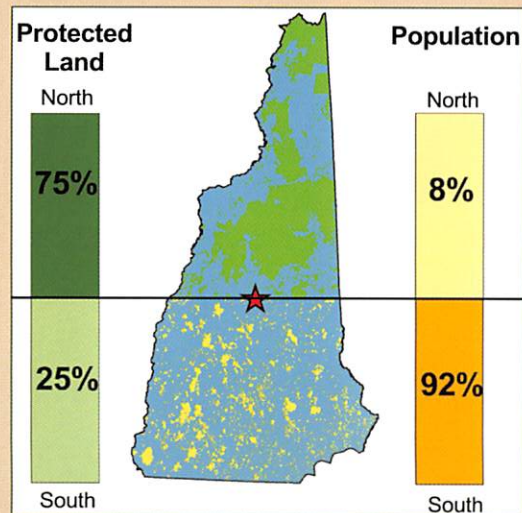 Protected
Land
North
75%
25%
South
Population
North
8%
92%
South